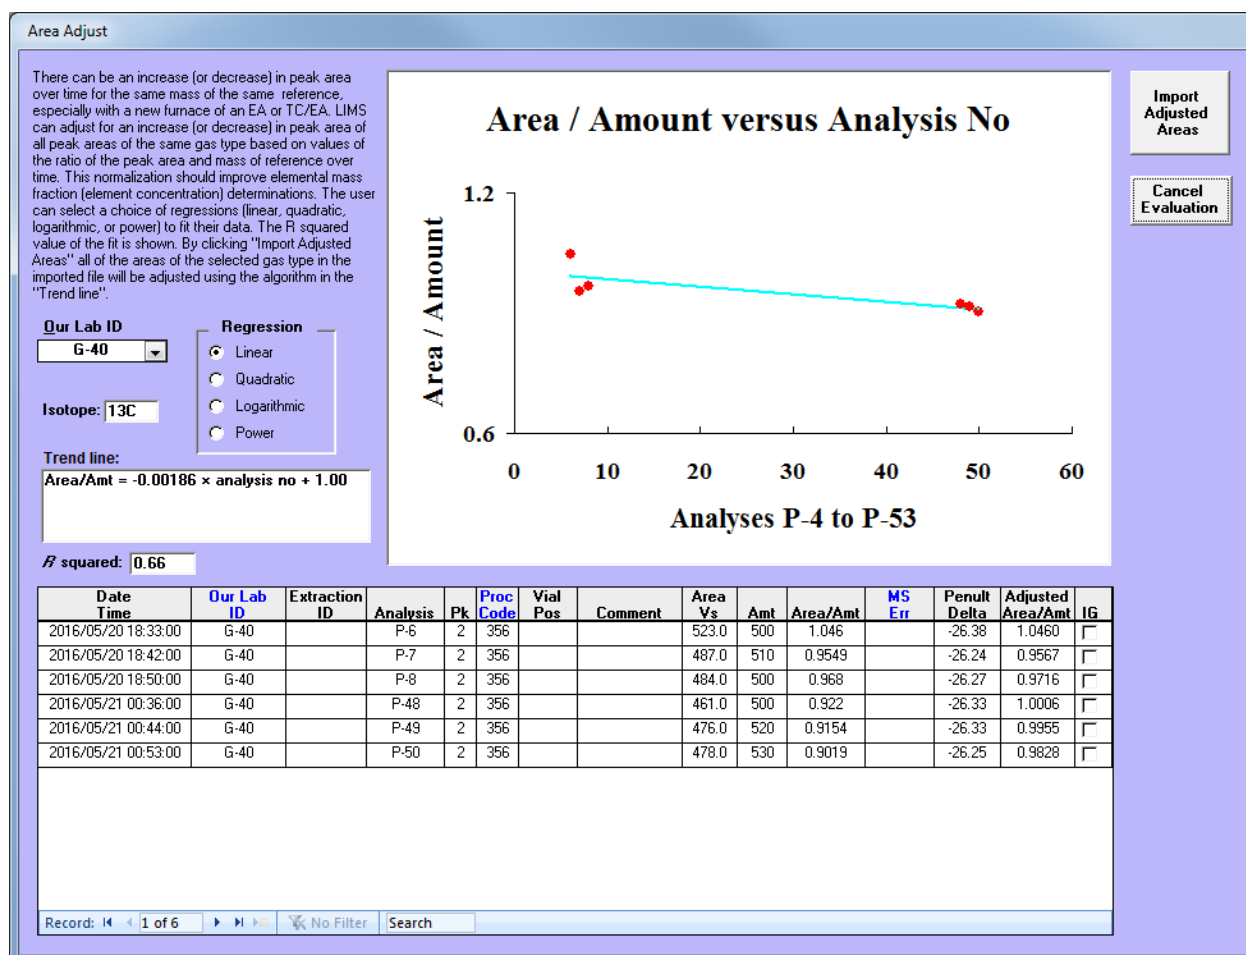 Area Adjust
There can be an increase (or decrease) in peak area
over time for the same mass of the same reference,
especially with a new furnace of an EA or TC/EA. LIMS
can adjust for an increase (or decrease) in peak area of
all peak areas of the same gas type based on values of
the ratio of the peak area and mass of reference over
time. This normalization should improve elemental mass
fraction (element concentration) determinations. The user
can select a choice of regressions (linear, quadratic,
logarithmic, or power) to fit their data. The R squared
value of the fit is shown. By clicking "Import Adjusted
Areas" all of the areas of the selected gas type in the
imported file will be adjusted using the algorithm in the
"Trend line".
Our Lab ID
G-40
Regression
Linear
Quadratic
Logarithmic
Power
Isotope: 13C
Trend line:
Area/Amt = -0.00186 × analysis no + 1.00
R squared: 0.66
Area / Amount versus Analysis No
Area / Amount
1.2
0.6
0 10 20 30 40 50 60
Analyses P-4 to P-53
Import
Adjusted
Areas
Cancel
Evaluation
Date Time Our Lab ID Extraction ID Analysis Pk Proc Code Vial Pos Comment Area Vs Amt Area/Amt MS Err Penult Delta Adjusted Area/Amt IG
2016/05/20 18:33:00 G-40 P-6 2 356 523.0 500 1.046 -26.38 1.0460
2016/05/20 18:42:00 G-40 P-7 2 356 487.0 510 0.9549 -26.24 0.9567
2016/05/20 18:50:00 G-40 P-8 2 356 484.0 500 0.968 -26.27 0.9716
2016/05/21 00:36:00 G-40 P-48 2 356 461.0 500 0.922 -26.33 1.0006
2016/05/21 00:44:00 G-40 P-49 2 356 476.0 520 0.9154 -26.33 0.9955
2016/05/21 00:53:00 G-40 P-50 2 356 478.0 530 0.9019 -26.25 0.9828
Record: 1 of 6 No Filter Search